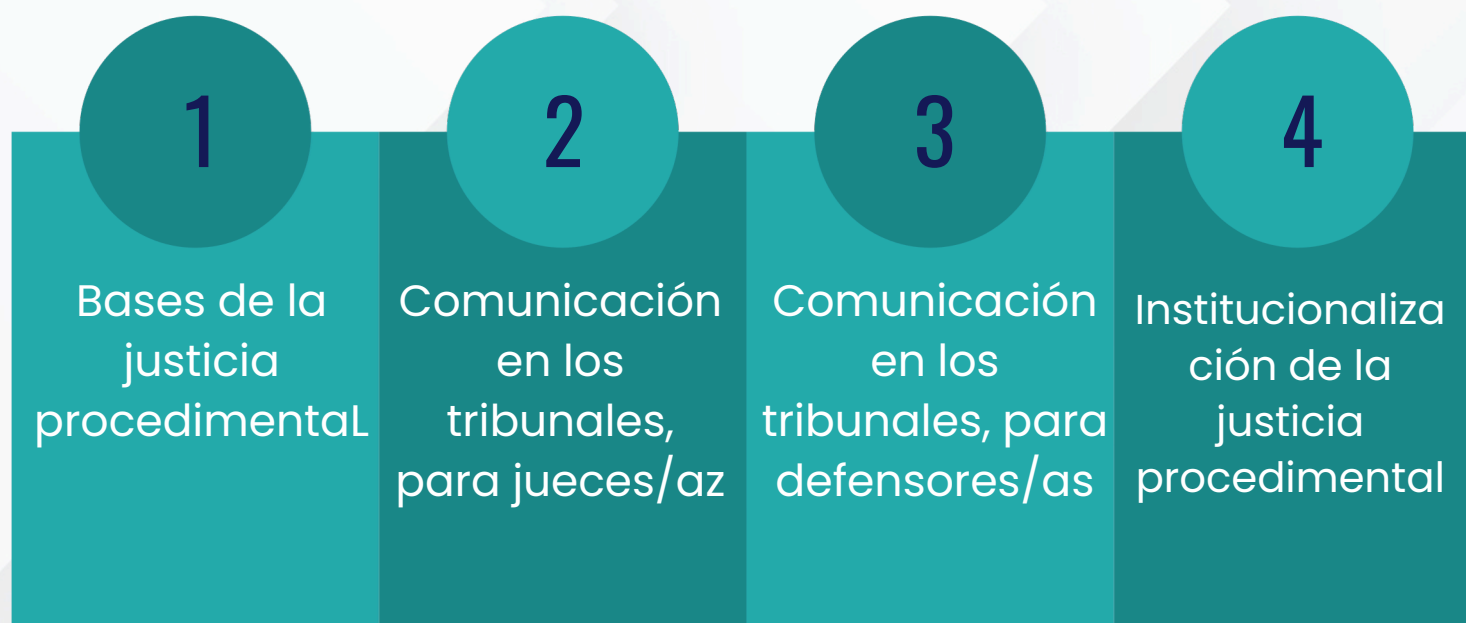 1
Bases de la
justicia
procedimentaL
2
Comunicación
en los
tribunales,
para jueces/az
3
Comunicación
en los
tribunales, para
defensores/as
4
Institucionaliza
ción de la
justicia
procedimental